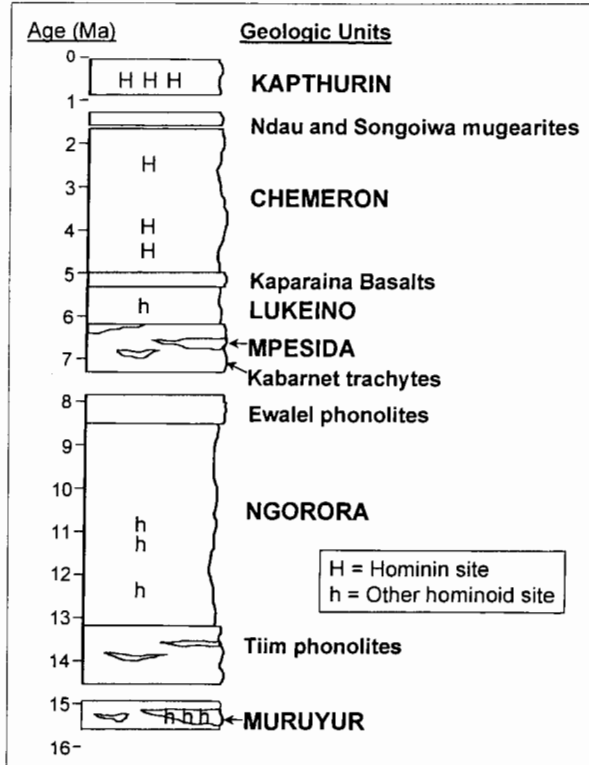 Age (Ma) Geologic Units
0
H H H KAPTHURIN
1
Ndau and Songoiwa mugearites
2
H
3
CHEMERON
4 H
H
5
Kaparaina Basalts
h LUKEINO
6
MPESIDA
7
Kabarnet trachytes
8
Ewalel phonolites
9
10
NGORORA
11 h
h
H = Hominin site
12
h h = Other hominoid site
13
Tiim phonolites
14
15
h h h MURUYUR
16